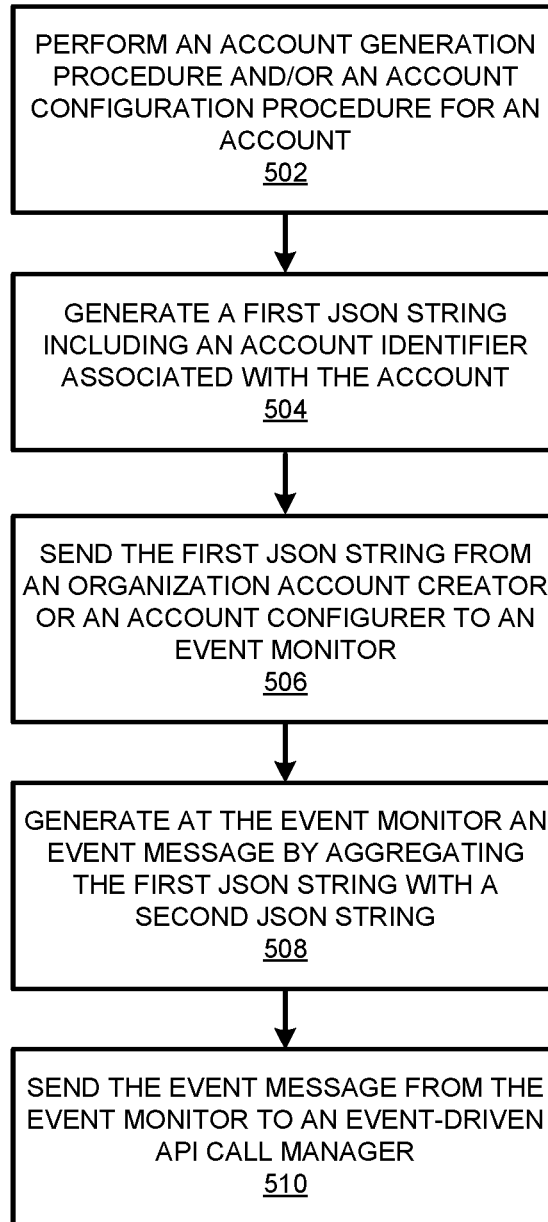 PERFORM AN ACCOUNT GENERATION
PROCEDURE AND/OR AN ACCOUNT
CONFIGURATION PROCEDURE FOR AN
ACCOUNT
502
GENERATE A FIRST JSON STRING
INCLUDING AN ACCOUNT IDENTIFIER
ASSOCIATED WITH THE ACCOUNT
504
SEND THE FIRST JSON STRING FROM
AN ORGANIZATION ACCOUNT CREATOR
OR AN ACCOUNT CONFIGURER TO AN
EVENT MONITOR
506
GENERATE AT THE EVENT MONITOR AN
EVENT MESSAGE BY AGGREGATING
THE FIRST JSON STRING WITH A
SECOND JSON STRING
508
SEND THE EVENT MESSAGE FROM THE
EVENT MONITOR TO AN EVENT-DRIVEN
API CALL MANAGER
510